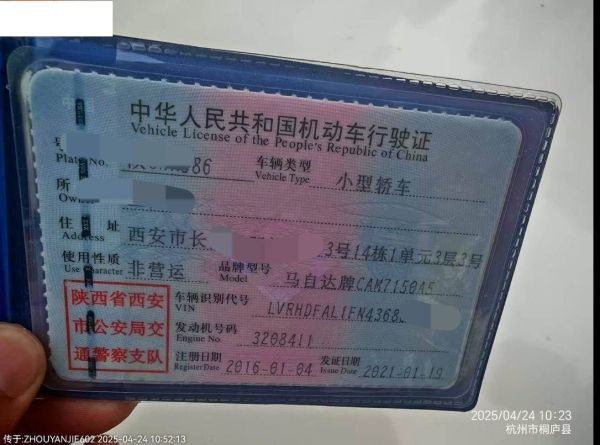 中华人民共和国机动车行驶证
Vehicle License of the People's Republic of China
Plate No.
86
车辆类型
Vehicle Type
小型轿车
所
住 址
Address
西安市长
3号14栋1单元3层3号
使用性质
Use Character
非营运
品牌型号
Model
马自达牌CAM7150A5
陕西省西安
市公安局交
通警察支队
车辆识别代号
VIN
LVRHDFAL1FN4368
发动机号码
Engine No.
3208411
注册日期
Register Date
2016-01-04
发证日期
Issue Date
2021-01-19
2025/04/24 10:23
杭州市桐庐县
传于:ZHOUYANJIE602 2025-04-24 10:52:13